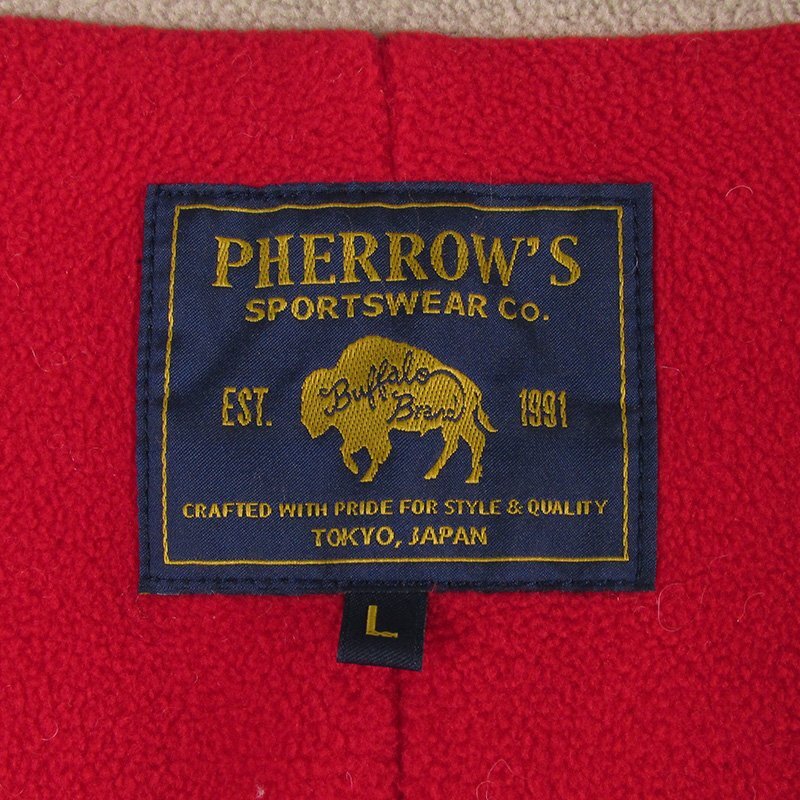 PHERROW'S
SPORTSWEAR CO.
Buffalo
Brand
EST. 1991
CRAFTED WITH PRIDE FOR STYLE & QUALITY
TOKYO, JAPAN
L